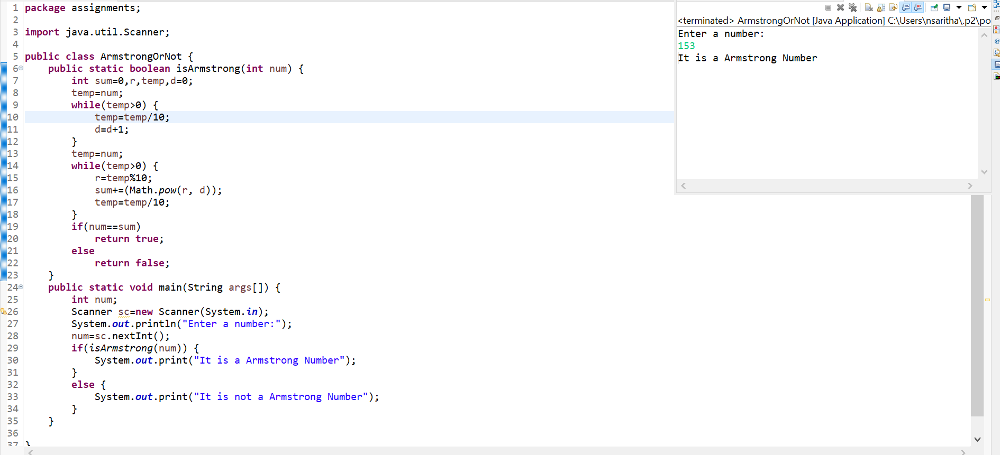 1 package assignments;
2
3 import java.util.Scanner;
4
5 public class ArmstrongOrNot {
6 public static boolean isArmstrong(int num) {
7 int sum=0,r,temp,d=0;
8 temp=num;
9 while(temp>0) {
10 temp=temp/10;
11 d=d+1;
12 }
13 temp=num;
14 while(temp>0) {
15 r=temp%10;
16 sum+=(Math.pow(r, d));
17 temp=temp/10;
18 }
19 if(num==sum)
20 return true;
21 else
22 return false;
23 }
24 public static void main(String args[]) {
25 int num;
26 Scanner sc=new Scanner(System.in);
27 System.out.println("Enter a number:");
28 num=sc.nextInt();
29 if(isArmstrong(num)) {
30 System.out.print("It is a Armstrong Number");
31 }
32 else {
33 System.out.print("It is not a Armstrong Number");
34 }
35 }
36
37 }
<terminated> ArmstrongOrNot [Java Application] C:\Users\nsaritha\.p2\po
Enter a number:
153
It is a Armstrong Number